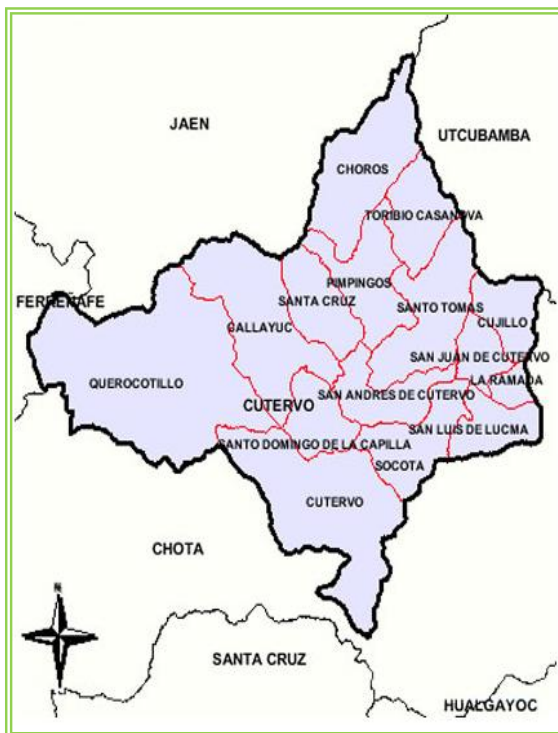 JAEN
UTCUBAMBA
CHOROS
TORIBIO CASANOVA
PIMPINGOS
FERREÑAFE
SANTA CRUZ
SANTO TOMAS
CUJILLO
CALLAYUC
SAN JUAN DE CUTERVO
QUEROCOTILLO
LA RAMADA
SAN ANDRES DE CUTERVO
CUTERVO
SAN LUIS DE LUCMA
SANTO DOMINGO DE LA CAPILLA
SOCOTA
CUTERVO
CHOTA
N
SANTA CRUZ
HUALGAYOC